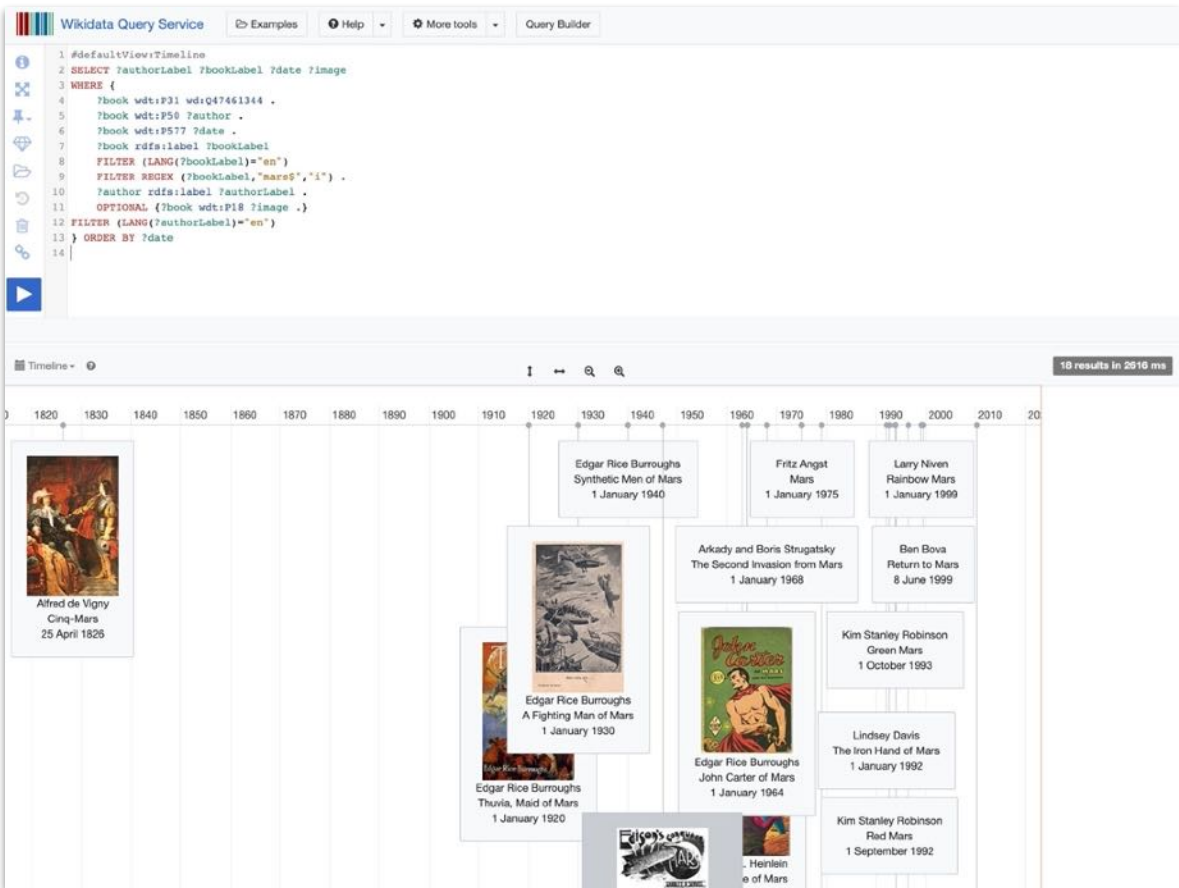 Wikidata Query Service
Examples
Help
More tools
Query Builder
1 #defaultView:Timeline
2 SELECT ?authorLabel ?bookLabel ?date ?image
3 WHERE {
4 ?book wdt:P31 wd:Q47461344 .
5 ?book wdt:P50 ?author .
6 ?book wdt:P577 ?date .
7 ?book rdfs:label ?bookLabel
8 FILTER (LANG(?bookLabel)="en")
9 FILTER REGEX (?bookLabel,"mars$","i") .
10 ?author rdfs:label ?authorLabel .
11 OPTIONAL {?book wdt:P18 ?image .}
12 FILTER (LANG(?authorLabel)="en")
13 } ORDER BY ?date
14
Timeline
18 results in 2616 ms
1820 1830 1840 1850 1860 1870 1880 1890 1900 1910 1920 1930 1940 1950 1960 1970 1980 1990 2000 2010
Alfred de Vigny
Cinq-Mars
25 April 1826
Edgar Rice Burroughs
Synthetic Men of Mars
1 January 1940
Fritz Angst
Mars
1 January 1975
Larry Niven
Rainbow Mars
1 January 1999
Arkady and Boris Strugatsky
The Second Invasion from Mars
1 January 1968
Ben Bova
Return to Mars
8 June 1999
Edgar Rice Burroughs
A Fighting Man of Mars
1 January 1930
John
Carter
Edgar Rice Burroughs
John Carter of Mars
1 January 1964
Kim Stanley Robinson
Green Mars
1 October 1993
Lindsey Davis
The Iron Hand of Mars
1 January 1992
Edgar Rice Burroughs
Edgar Rice Burroughs
Thuvia, Maid of Mars
1 January 1920
Kim Stanley Robinson
Red Mars
1 September 1992
Edison's
MARS
. Heinlein
e of Mars